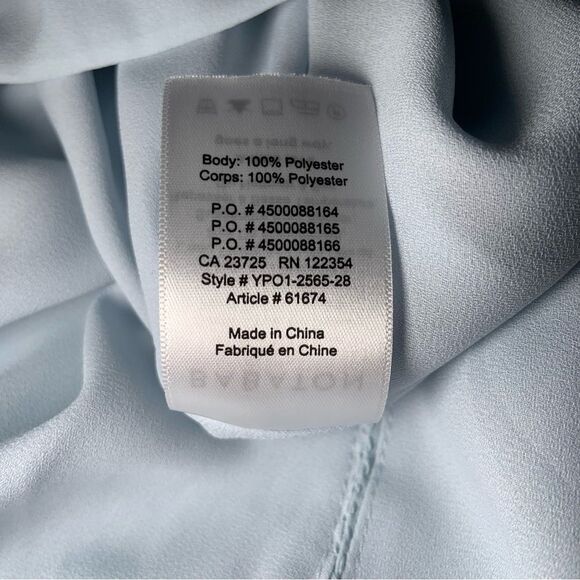 Body: 100% Polyester
Corps: 100% Polyester
P.O. # 4500088164
P.O. # 4500088165
P.O. # 4500088166
CA 23725 RN 122354
Style # YPO1-2565-28
Article # 61674
Made in China
Fabriqué en Chine
BABATON